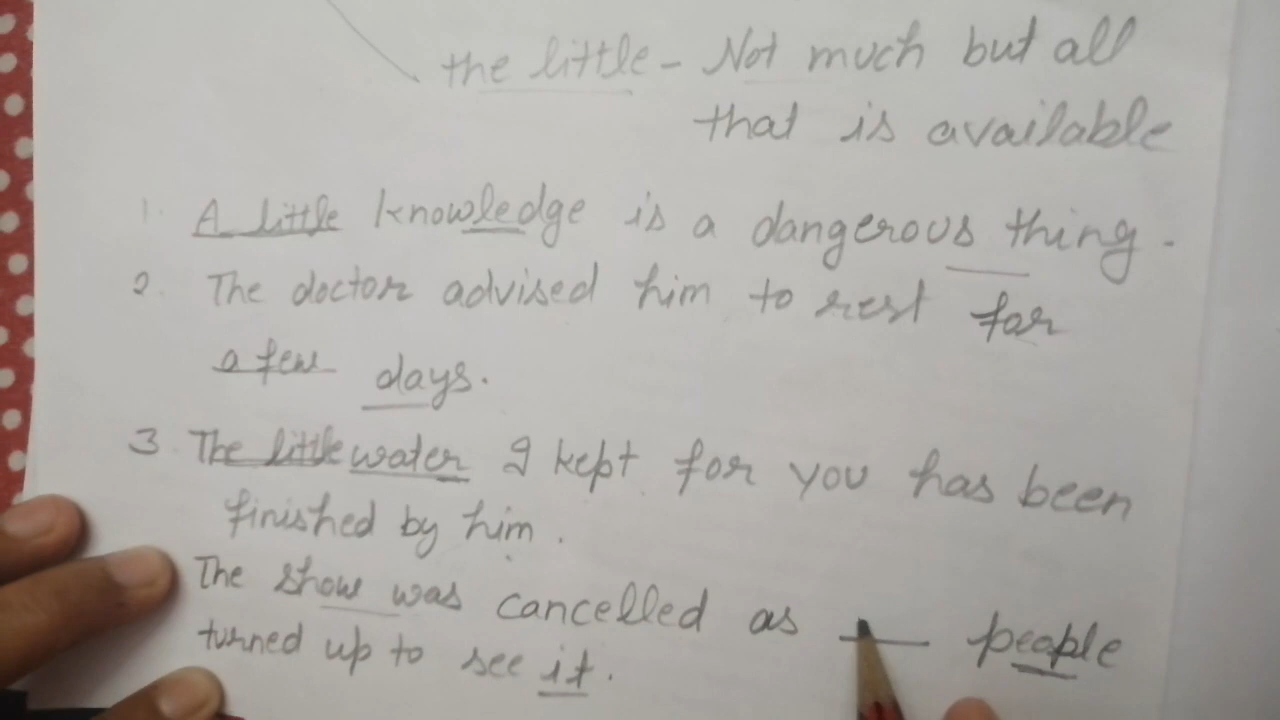 the little - Not much but all
that is available
1. A little knowledge is a dangerous thing.
2. The doctor advised him to rest for
a few days.
3 The little water I kept for you has been
finished by him.
The show was cancelled as __ people
turned up to see it.